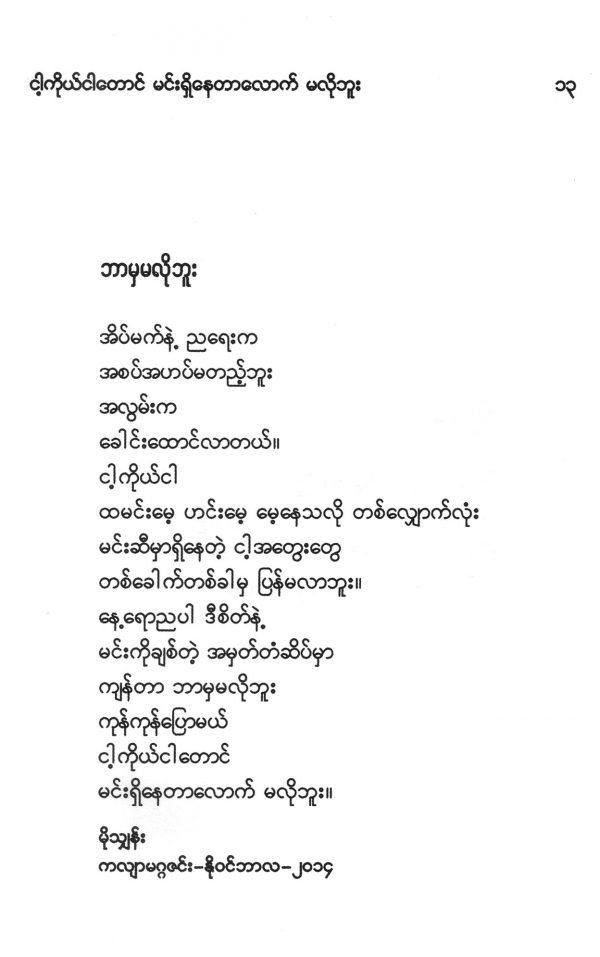 ငါ့ကိုယ်ငါတောင် မင်းရှိနေတာလောက် မလိုဘူး ၁၃
ဘာမှမလိုဘူး
အိပ်မက်နဲ့ ညရေးက
အစပ်အဟပ်မတည့်ဘူး
အလွမ်းက
ခေါင်းထောင်လာတယ်။
ငါ့ကိုယ်ငါ
ထမင်းမေ့ ဟင်းမေ့ မေ့နေသလို တစ်လျှောက်လုံး
မင်းဆီမှာရှိနေတဲ့ ငါ့အတွေးတွေ
တစ်ခေါက်တစ်ခါမှ ပြန်မလာဘူး။
နေ့ရောညပါ ဒီစိတ်နဲ့
မင်းကိုချစ်တဲ့ အမှတ်တံဆိပ်မှာ
ကျန်တာ ဘာမှမလိုဘူး
ကုန်ကုန်ပြောမယ်
ငါ့ကိုယ်ငါတောင်
မင်းရှိနေတာလောက် မလိုဘူး။
မိုသျှန်း
ကလျာမဂ္ဂဇင်း–နိုဝင်ဘာလ–၂၀၁၄